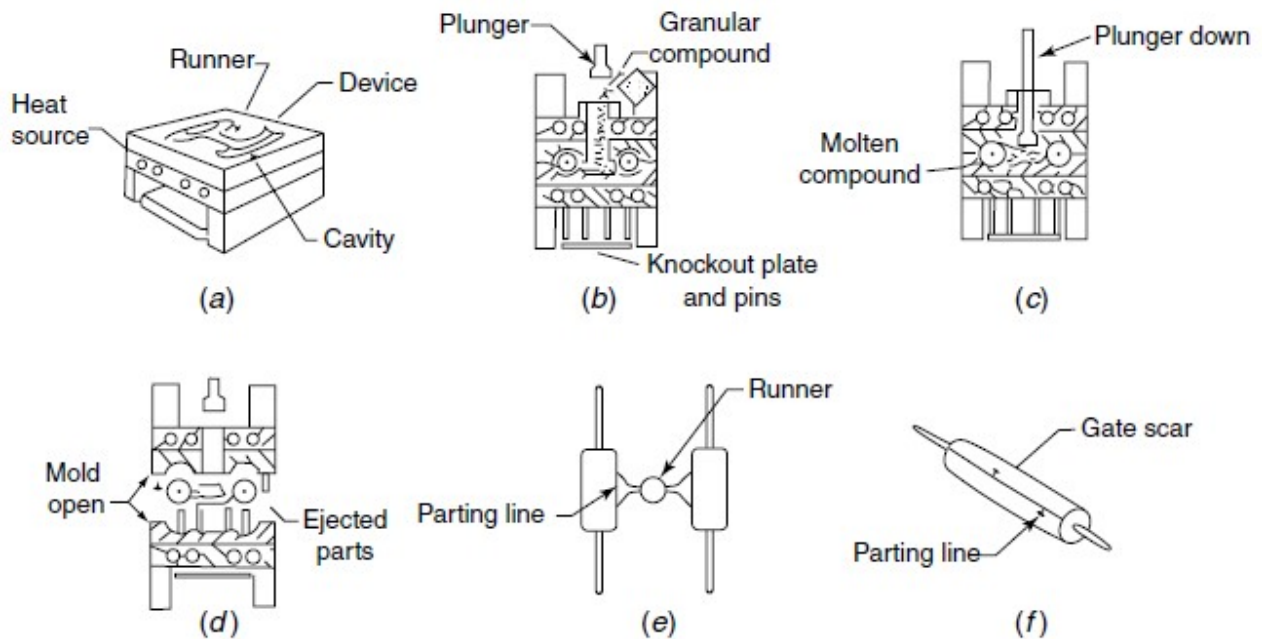 Runner
Device
Heat
source
Cavity
(a)
Plunger
Granular
compound
Knockout plate
and pins
(b)
Plunger down
Molten
compound
(c)
Mold
open
Ejected
parts
(d)
Runner
Parting line
(e)
Gate scar
Parting line
(f)